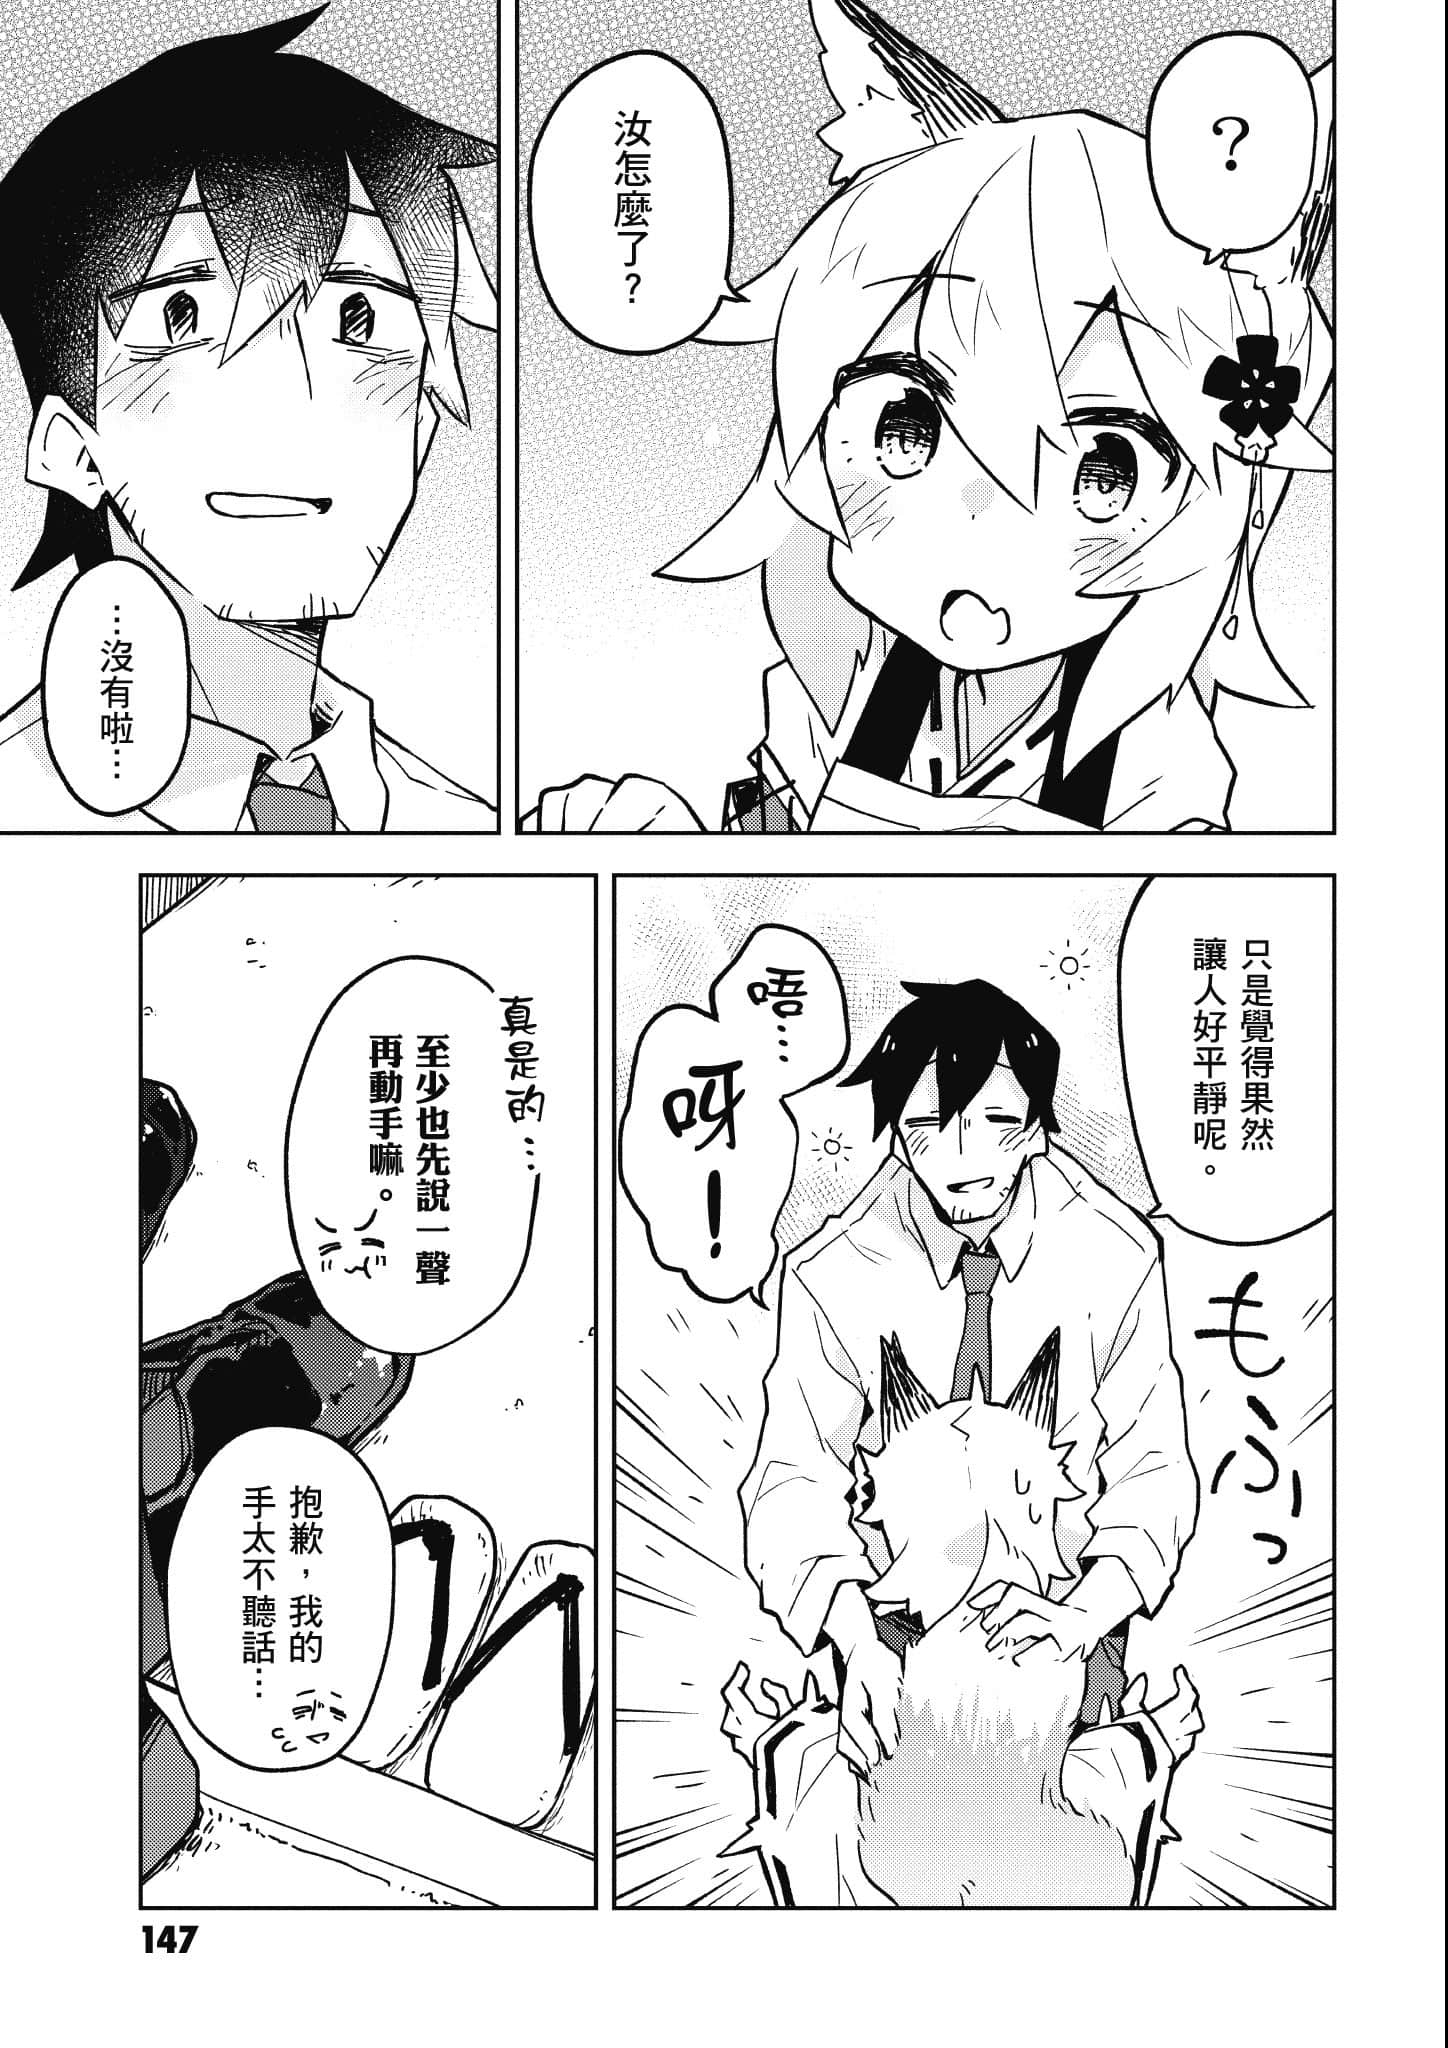 ？
汝怎麼了？
…沒有啦…
只是覺得果然
讓人好平靜呢。
もふっ
唔…
呀！
真是的…
至少也先說一聲
再動手嘛。
抱歉，我的
手太不聽話…
147